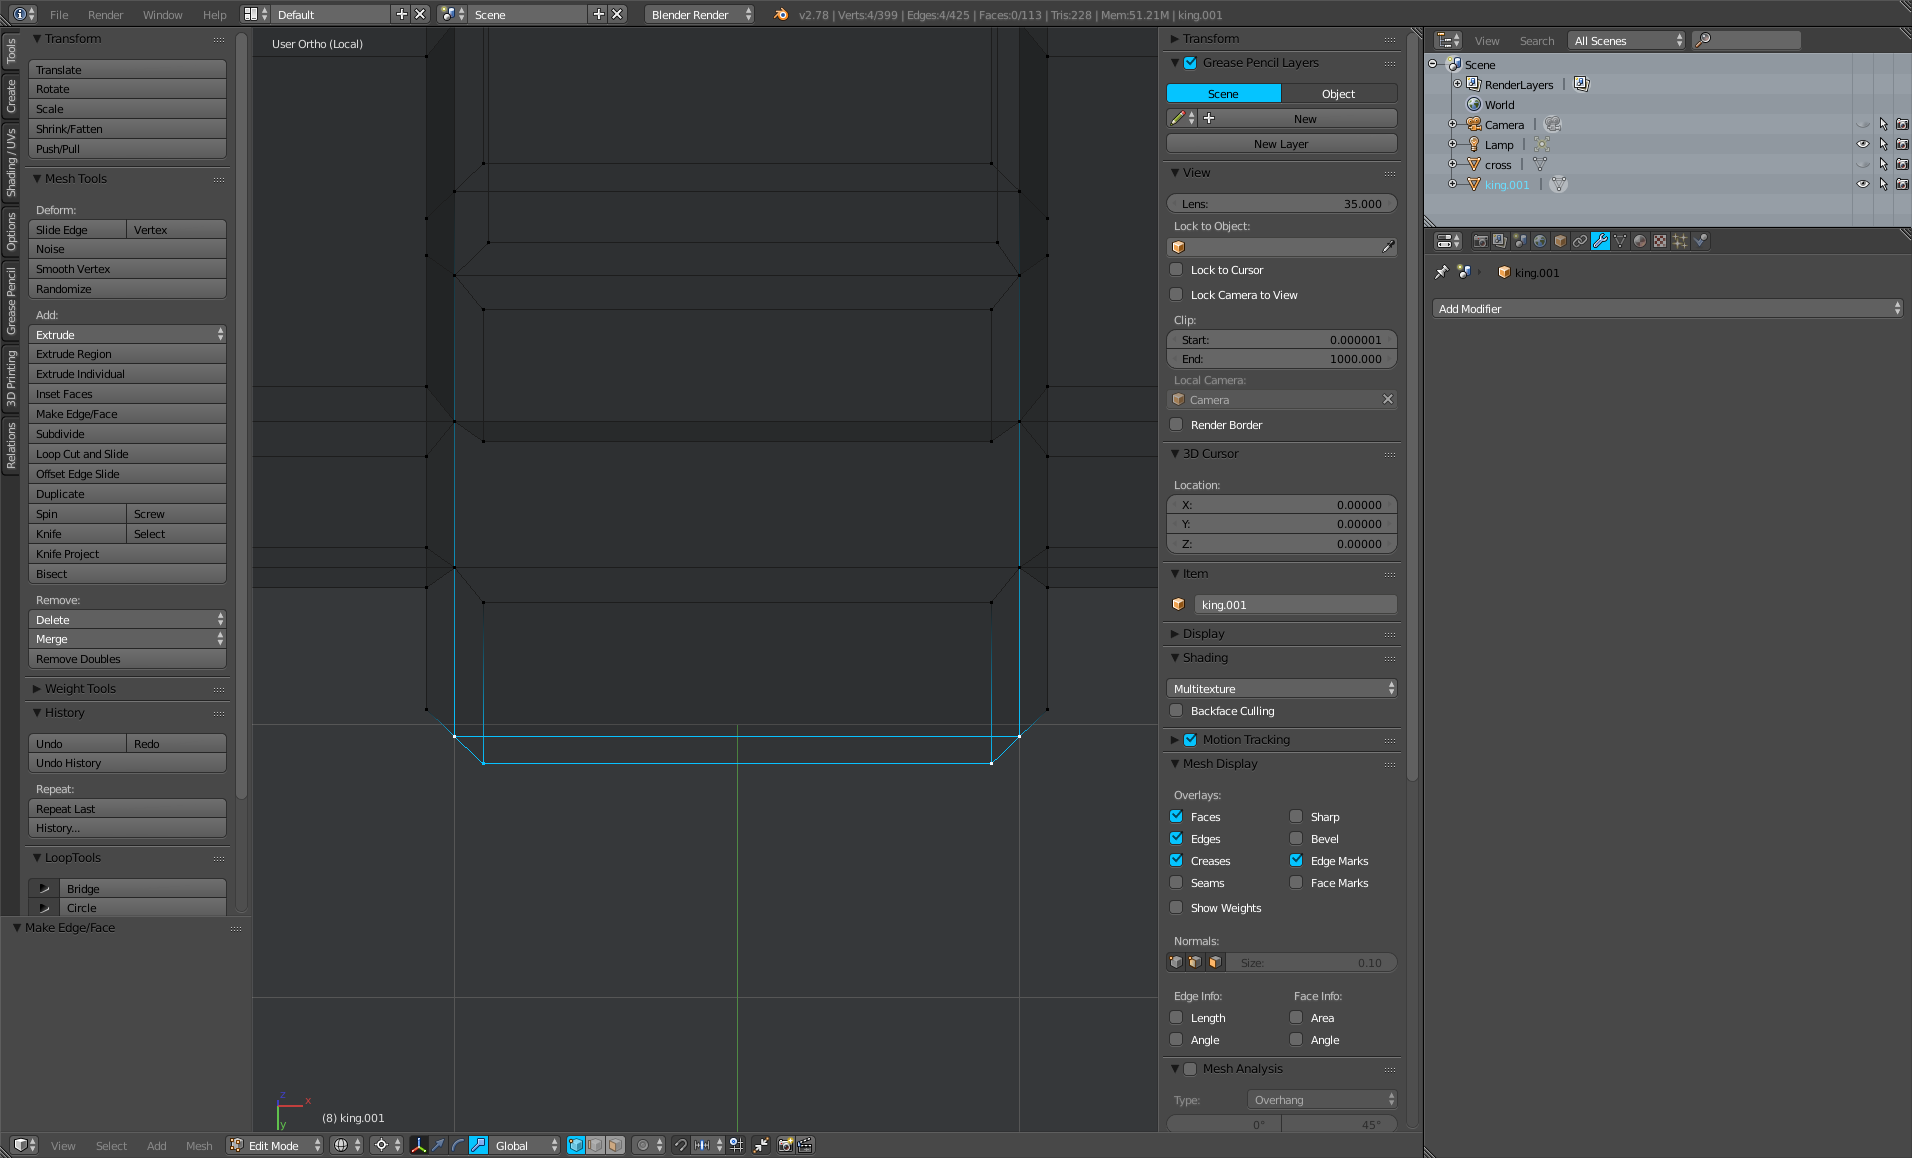 File Render Window Help Default Scene Blender Render v2.78 | Verts:4/399 | Edges:4/425 | Faces:0/113 | Tris:228 | Mem:51.21M | king.001
Tools
Create
Shading / UVs
Options
Grease Pencil
3D Printing
Relations
Transform
Translate
Rotate
Scale
Shrink/Fatten
Push/Pull
Mesh Tools
Deform:
Slide Edge Vertex
Noise
Smooth Vertex
Randomize
Add:
Extrude
Extrude Region
Extrude Individual
Inset Faces
Make Edge/Face
Subdivide
Loop Cut and Slide
Offset Edge Slide
Duplicate
Spin Screw
Knife Select
Knife Project
Bisect
Remove:
Delete
Merge
Remove Doubles
Weight Tools
History
Undo Redo
Undo History
Repeat:
Repeat Last
History...
LoopTools
Bridge
Circle
Make Edge/Face
User Ortho (Local)
z x
y
(8) king.001
View Select Add Mesh Edit Mode Global
Transform
Grease Pencil Layers
Scene Object
New
New Layer
View
Lens: 35.000
Lock to Object:
Lock to Cursor
Lock Camera to View
Clip:
Start: 0.000001
End: 1000.000
Local Camera:
Camera
Render Border
3D Cursor
Location:
X: 0.00000
Y: 0.00000
Z: 0.00000
Item
king.001
Display
Shading
Multitexture
Backface Culling
Motion Tracking
Mesh Display
Overlays:
Faces Sharp
Edges Bevel
Creases Edge Marks
Seams Face Marks
Show Weights
Normals:
Size: 0.10
Edge Info: Face Info:
Length Area
Angle Angle
Mesh Analysis
Type: Overhang
0° 45°
View Search All Scenes
Scene
RenderLayers
World
Camera
Lamp
cross
king.001
king.001
Add Modifier